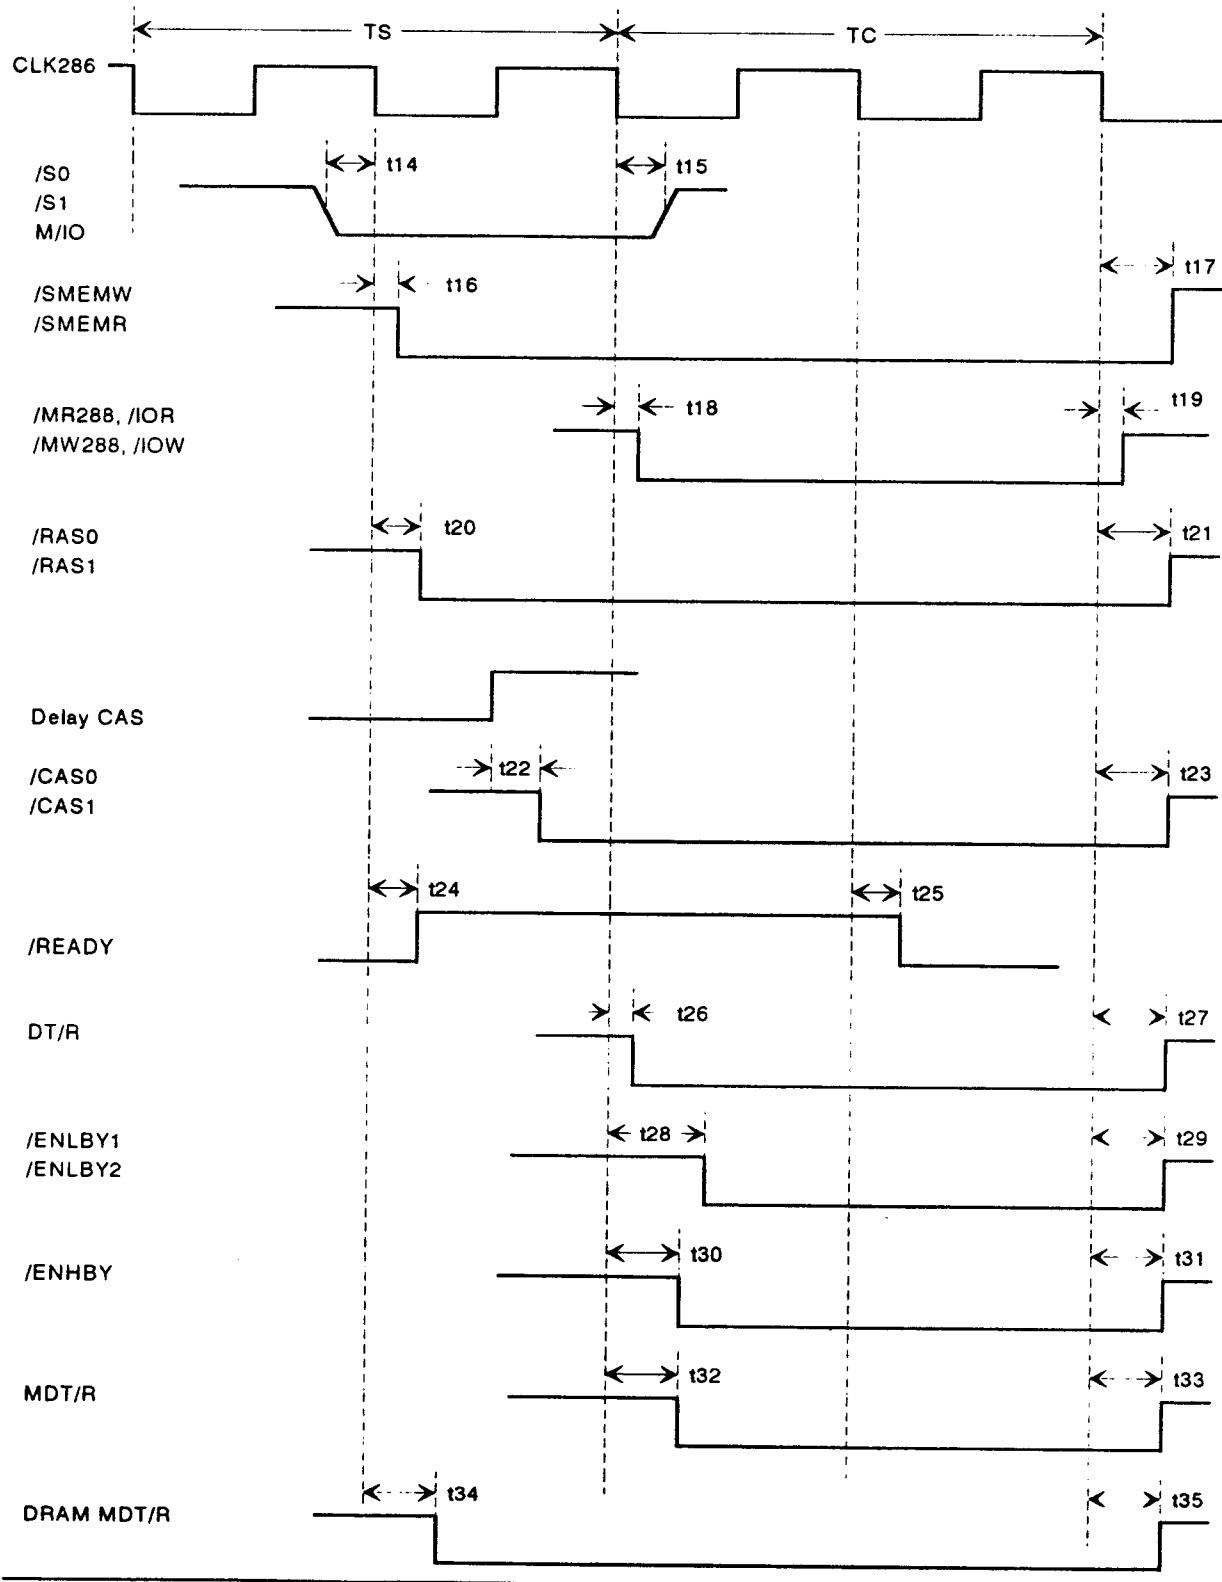 TS TC
CLK286
t14 t15
/S0
/S1
M/IO
t16 t17
/SMEMW
/SMEMR
t18 t19
/MR288, /IOR
/MW288, /IOW
t20 t21
/RAS0
/RAS1
Delay CAS
t22 t23
/CAS0
/CAS1
t24 t25
/READY
t26 t27
DT/R
t28 t29
/ENLBY1
/ENLBY2
t30 t31
/ENHBY
t32 t33
MDT/R
t34 t35
DRAM MDT/R